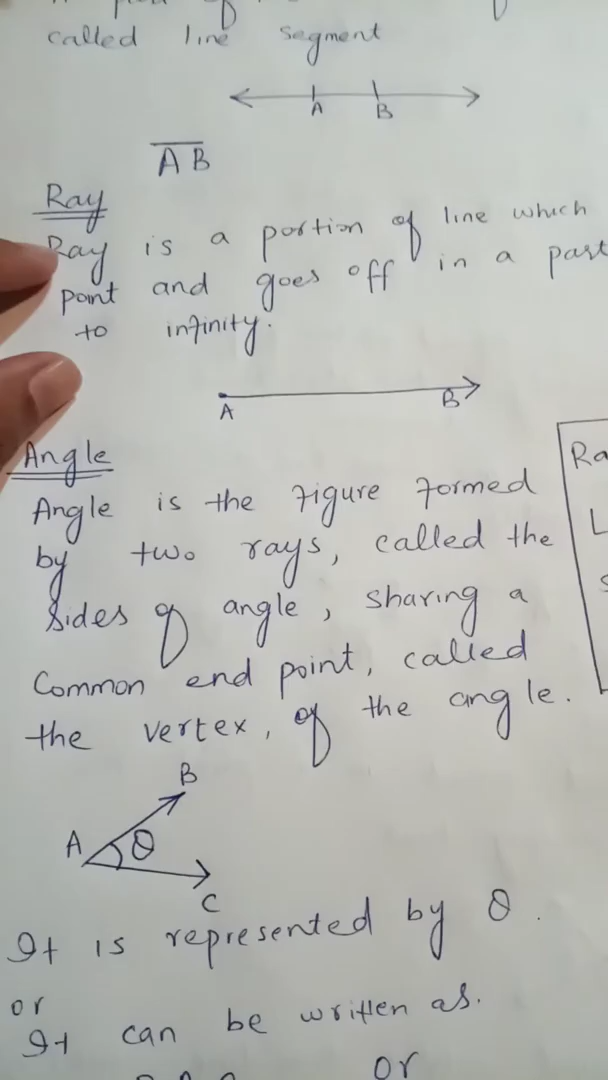 called line segment
A B
AB
Ray
Ray is a portion of line which
point and goes off in a part
to infinity.
A B
Angle
Angle is the figure formed
by two rays, called the
sides of angle, sharing a
Common end point, called
the vertex, of the angle.
Ra
L
s
B
A θ
C
It is represented by θ.
or
It can be written as.
or